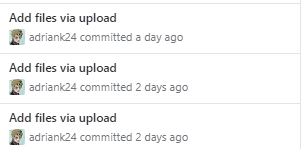 Add files via upload
adriank24 committed a day ago
Add files via upload
adriank24 committed 2 days ago
Add files via upload
adriank24 committed 2 days ago